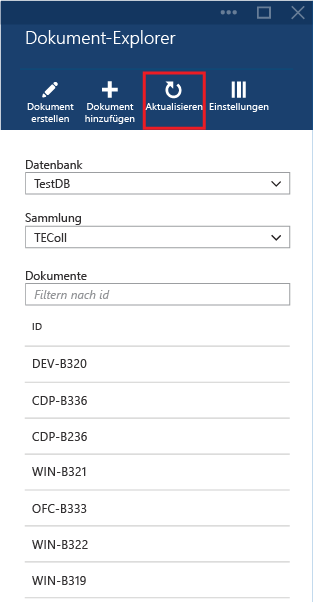 Dokument-Explorer
Dokument erstellen
Dokument hinzufügen
Aktualisieren
Einstellungen
Datenbank
TestDB
Sammlung
TEColl
Dokumente
Filtern nach id
ID
DEV-B320
CDP-B336
CDP-B236
WIN-B321
OFC-B333
WIN-B322
WIN-B319